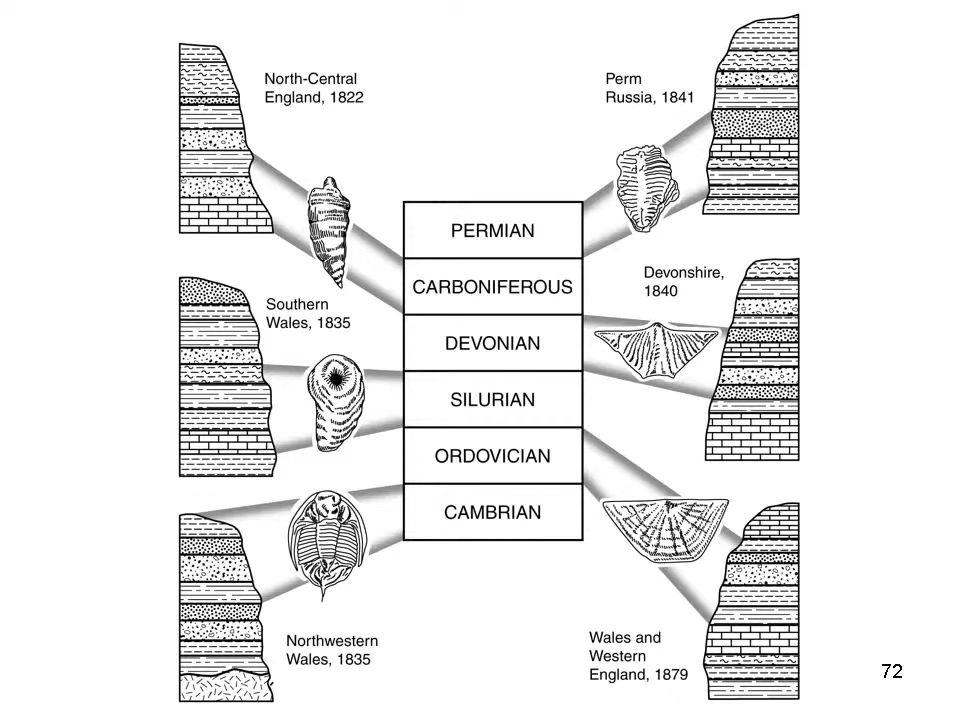 North-Central
England, 1822
Perm
Russia, 1841
PERMIAN
CARBONIFEROUS
Devonshire,
1840
Southern
Wales, 1835
DEVONIAN
SILURIAN
ORDOVICIAN
CAMBRIAN
Northwestern
Wales, 1835
Wales and
Western
England, 1879
72